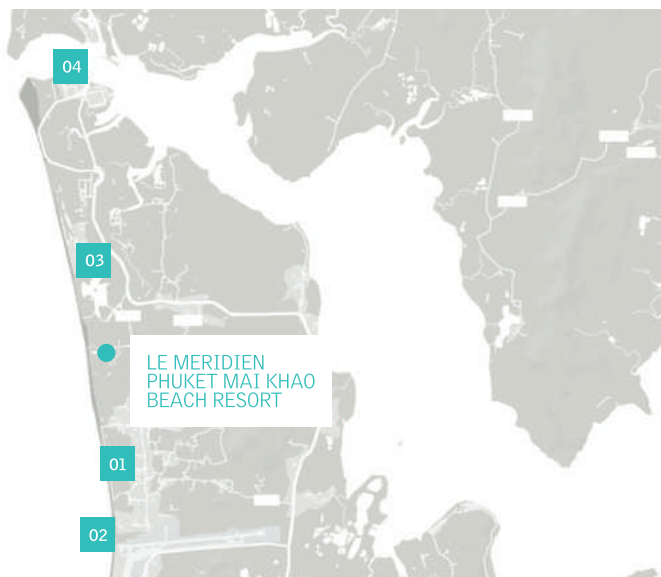 04
03
LE MERIDIEN
PHUKET MAI KHAO
BEACH RESORT
01
02